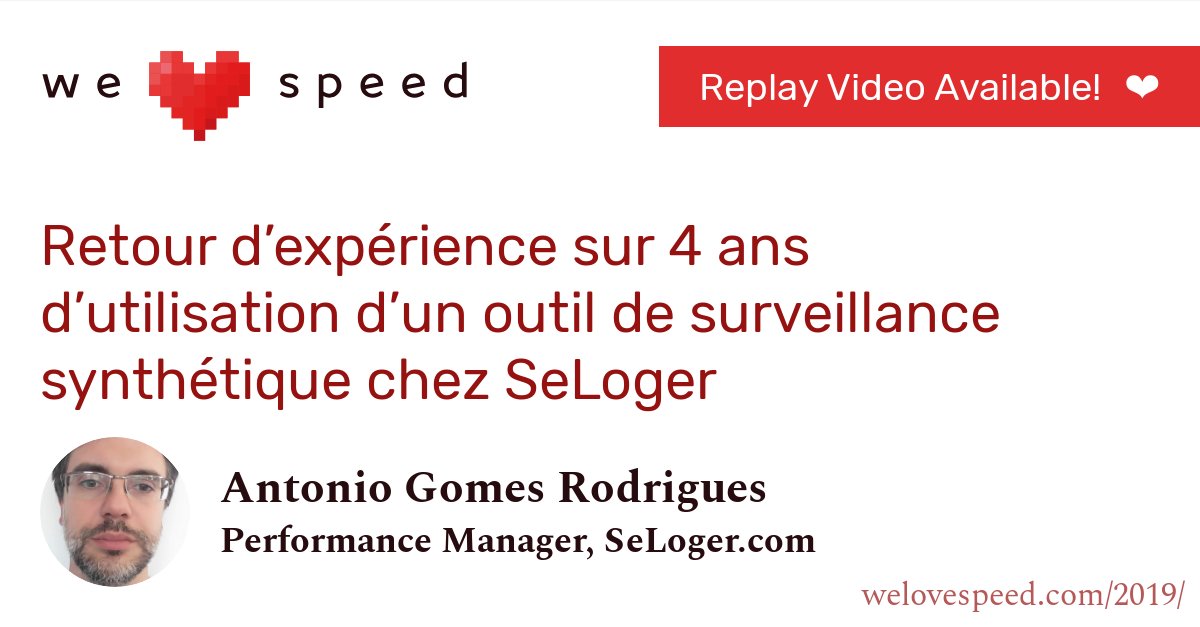 we ❤ speed
Replay Video Available! ❤
Retour d’expérience sur 4 ans
d’utilisation d’un outil de surveillance
synthétique chez SeLoger
Antonio Gomes Rodrigues
Performance Manager, SeLoger.com
welovespeed.com/2019/